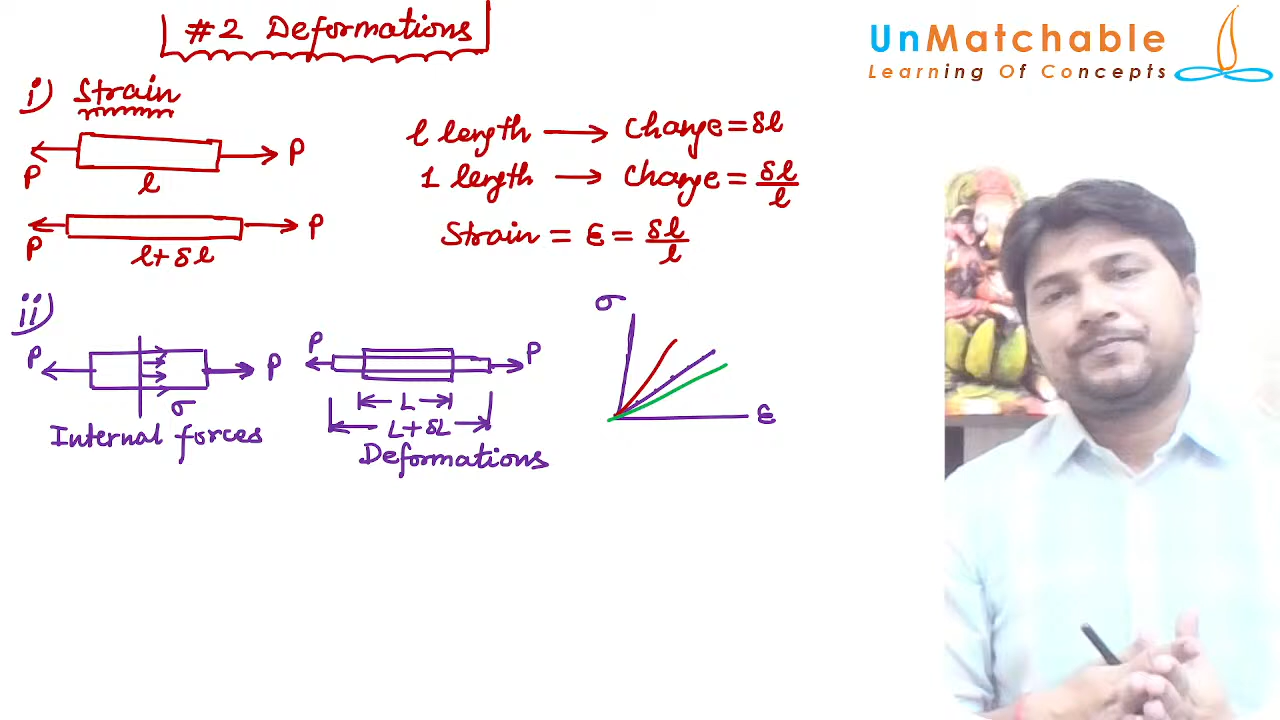 #2 Deformations
UnMatchable
Learning Of Concepts
i) Strain
P P
l
P P
l+δl
l length → Change = δl
1 length → Change = δl/l
Strain = ε = δl/l
ii)
P P
σ
Internal forces
P P
L
L+δL
Deformations
σ
ε